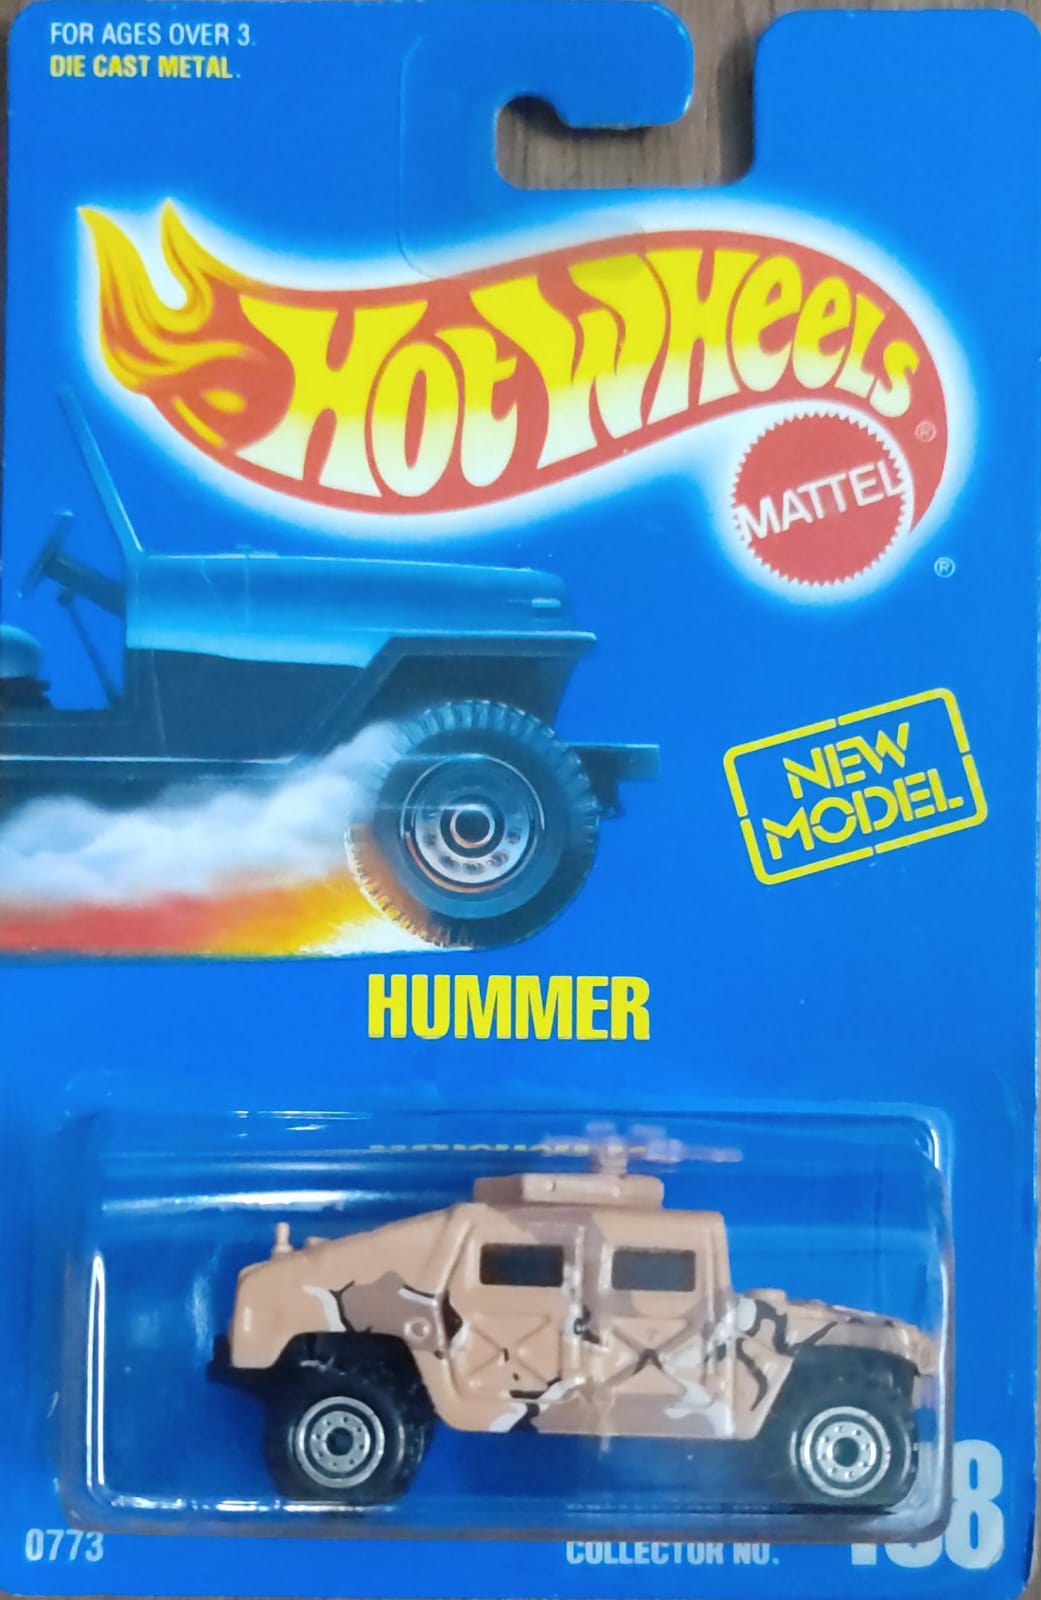 FOR AGES OVER 3.
DIE CAST METAL.
HOT WHEELS ®
MATTEL
®
NEW
MODEL
HUMMER
0773
COLLECTOR NO.